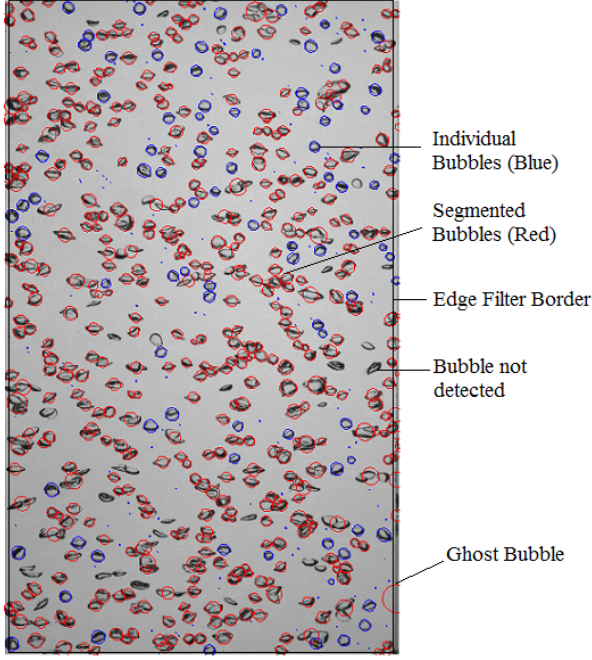 Individual
Bubbles (Blue)
Segmented
Bubbles (Red)
Edge Filter Border
Bubble not
detected
Ghost Bubble